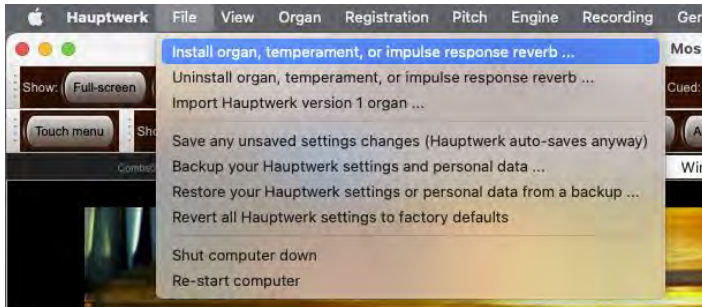 Hauptwerk File View Organ Registration Pitch Engine Recording Ger
Install organ, temperament, or impulse response reverb ...
Mos
Show: Full-screen
Uninstall organ, temperament, or impulse response reverb ...
Cued:
Import Hauptwerk version 1 organ ...
Touch menu
Sho
Save any unsaved settings changes (Hauptwerk auto-saves anyway)
A
Backup your Hauptwerk settings and personal data ...
Wi
Restore your Hauptwerk settings or personal data from a backup ...
Revert all Hauptwerk settings to factory defaults
Shut computer down
Re-start computer